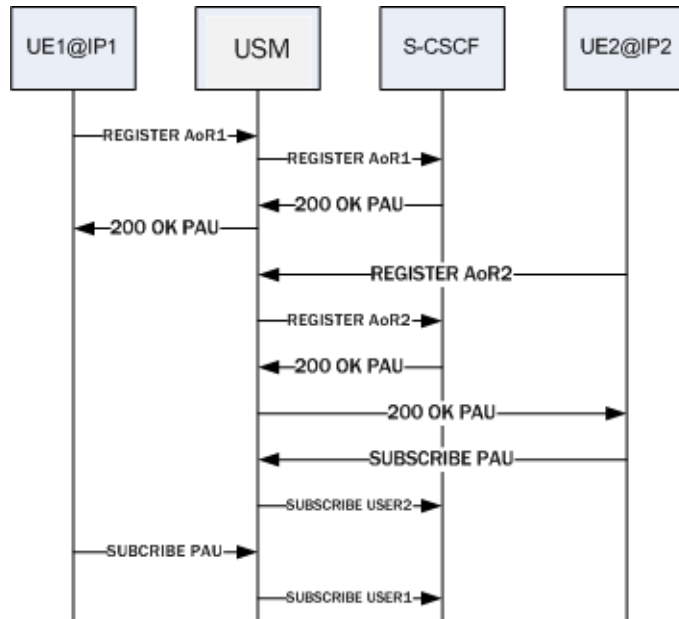 UE1@IP1
USM
S-CSCF
UE2@IP2
REGISTER AoR1
REGISTER AoR1
200 OK PAU
200 OK PAU
REGISTER AoR2
REGISTER AoR2
200 OK PAU
200 OK PAU
SUBSCRIBE PAU
SUBSCRIBE USER2
SUBCRIBE PAU
SUBSCRIBE USER1